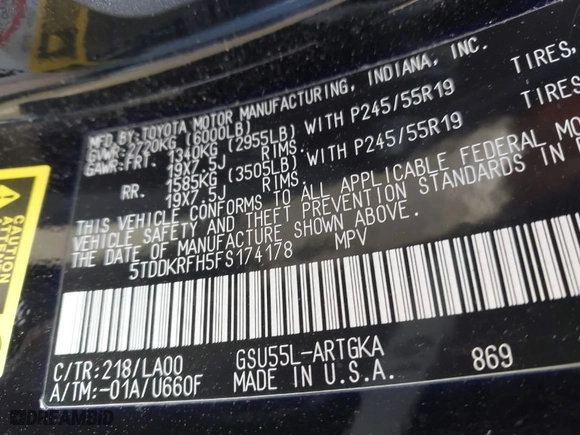 MFD.BY:TOYOTA MOTOR MANUFACTURING, INDIANA, INC.
GVWR:2720KG (6000LB)
GAWR:FRT. 1340KG (2955LB) WITH P245/55R19 TIRES,
19X7.5J RIMS.
RR. 1585KG (3505LB) WITH P245/55R19 TIRES
19X7.5J RIMS.
THIS VEHICLE CONFORMS TO ALL APPLICABLE FEDERAL MO
VEHICLE SAFETY AND THEFT PREVENTION STANDARDS IN
THE DATE OF MANUFACTURE SHOWN ABOVE.
5TDDKRFH5FS174178 MPV
C/TR:218/LA00 GSU55L-ARTGKA
A/TM:-01A/U660F MADE IN U.S.A. 869
DREAMBID